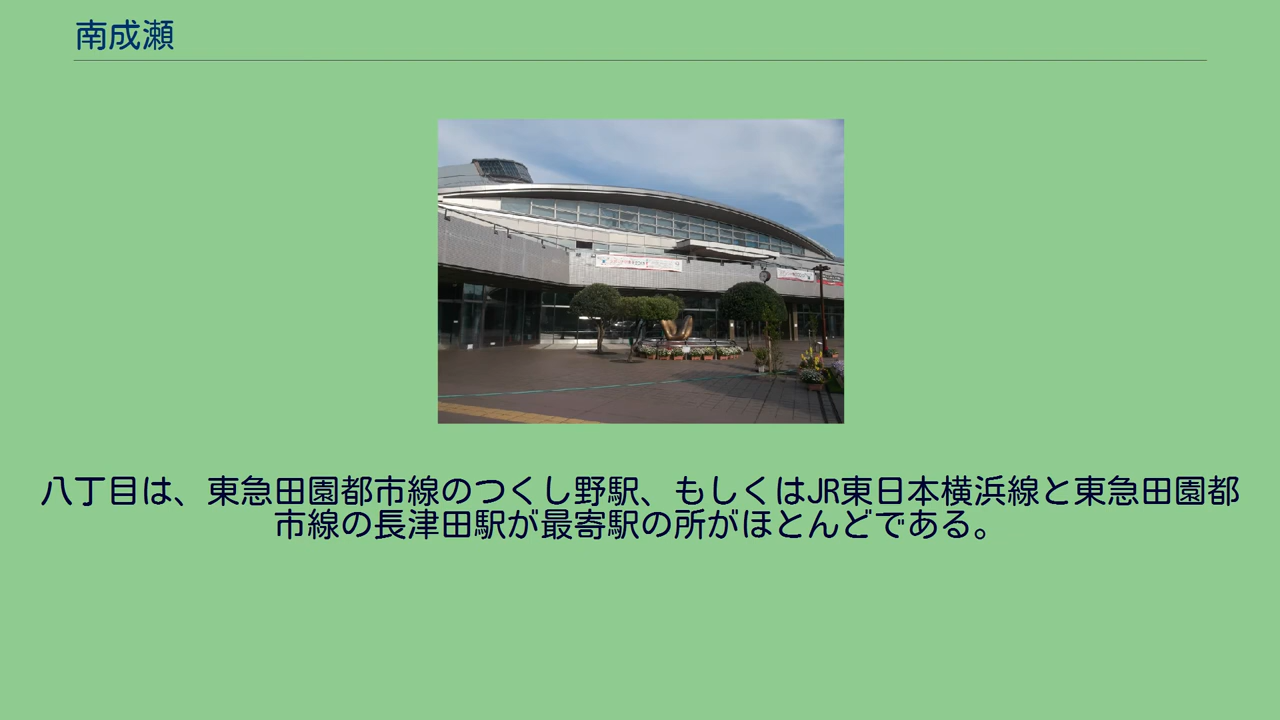 南成瀬
八丁目は、東急田園都市線のつくし野駅、もしくはJR東日本横浜線と東急田園都
市線の長津田駅が最寄駅の所がほとんどである。